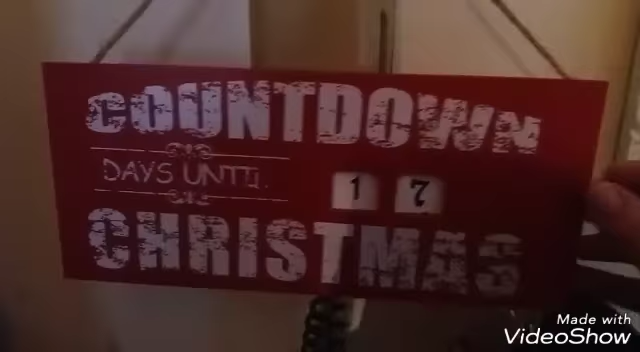 COUNTDOWN
DAYS UNTIL
1 7
CHRISTMAS
Made with
VideoShow